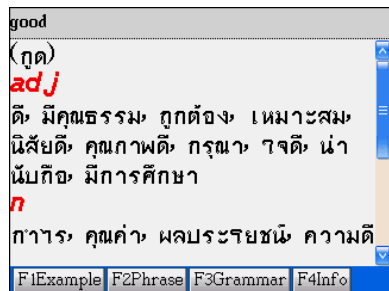 good
(กูด)
adj
ดี, มีคุณธรรม, ถูกต้อง, เหมาะสม,
นิสัยดี, คุณภาพดี, กรุณา, ใจดี, น่า
นับถือ, มีการศึกษา
n
กำไร, คุณค่า, ผลประโยชน์, ความดี
F1Example F2Phrase F3Grammar F4Info